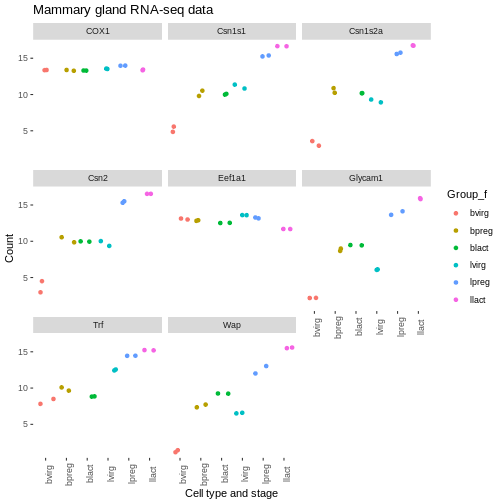 Mammary gland RNA-seq data
COX1 Csn1s1 Csn1s2a
15
10
5
Csn2 Eef1a1 Glycam1
15
10
5
Trf Wap
15
10
5
bvirg bpreg blact lvirg lpreg llact
bvirg bpreg blact lvirg lpreg llact
bvirg bpreg blact lvirg lpreg llact
Cell type and stage
Count
Group_f
bvirg
bpreg
blact
lvirg
lpreg
llact